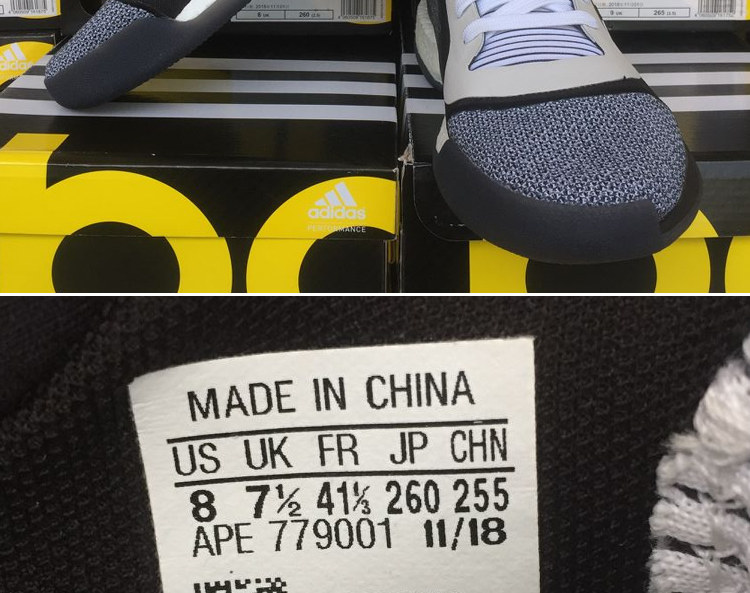 adidas
adidas
PERFORMANCE
MADE IN CHINA
US UK FR JP CHN
8 7½ 41⅓ 260 255
APE 779001 11/18